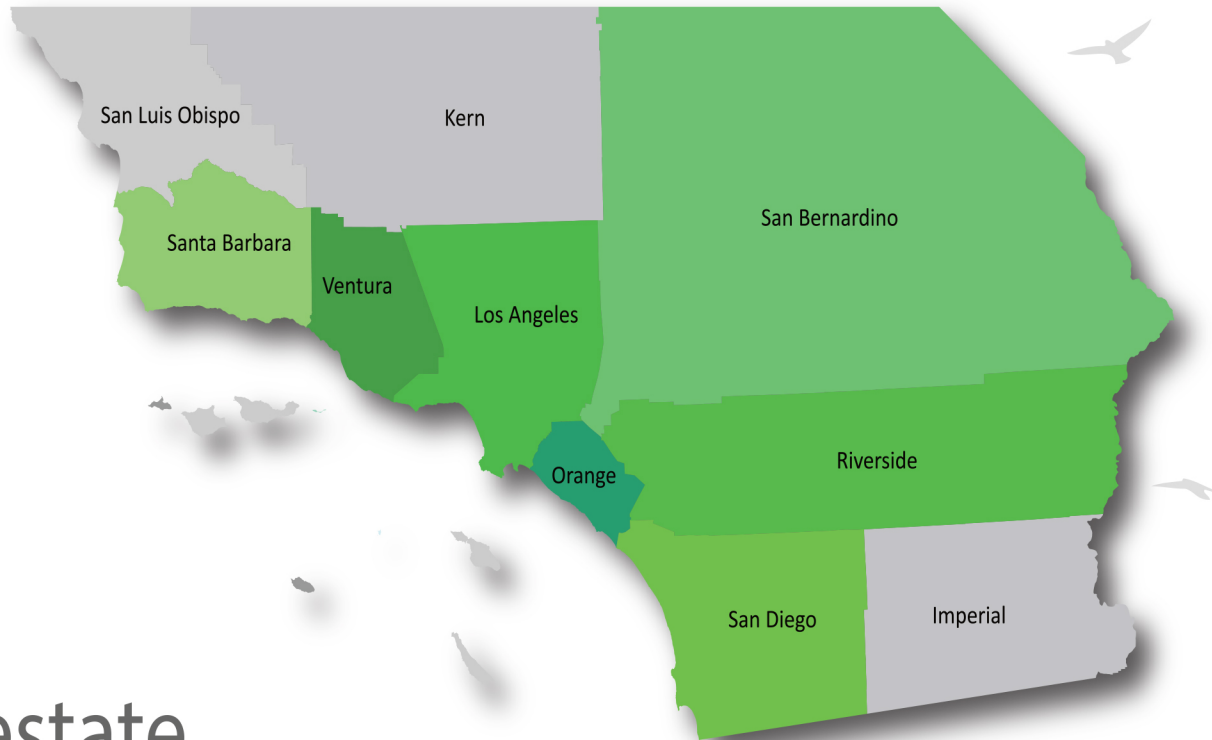 San Luis Obispo
Kern
San Bernardino
Santa Barbara
Ventura
Los Angeles
Orange
Riverside
San Diego
Imperial
estate